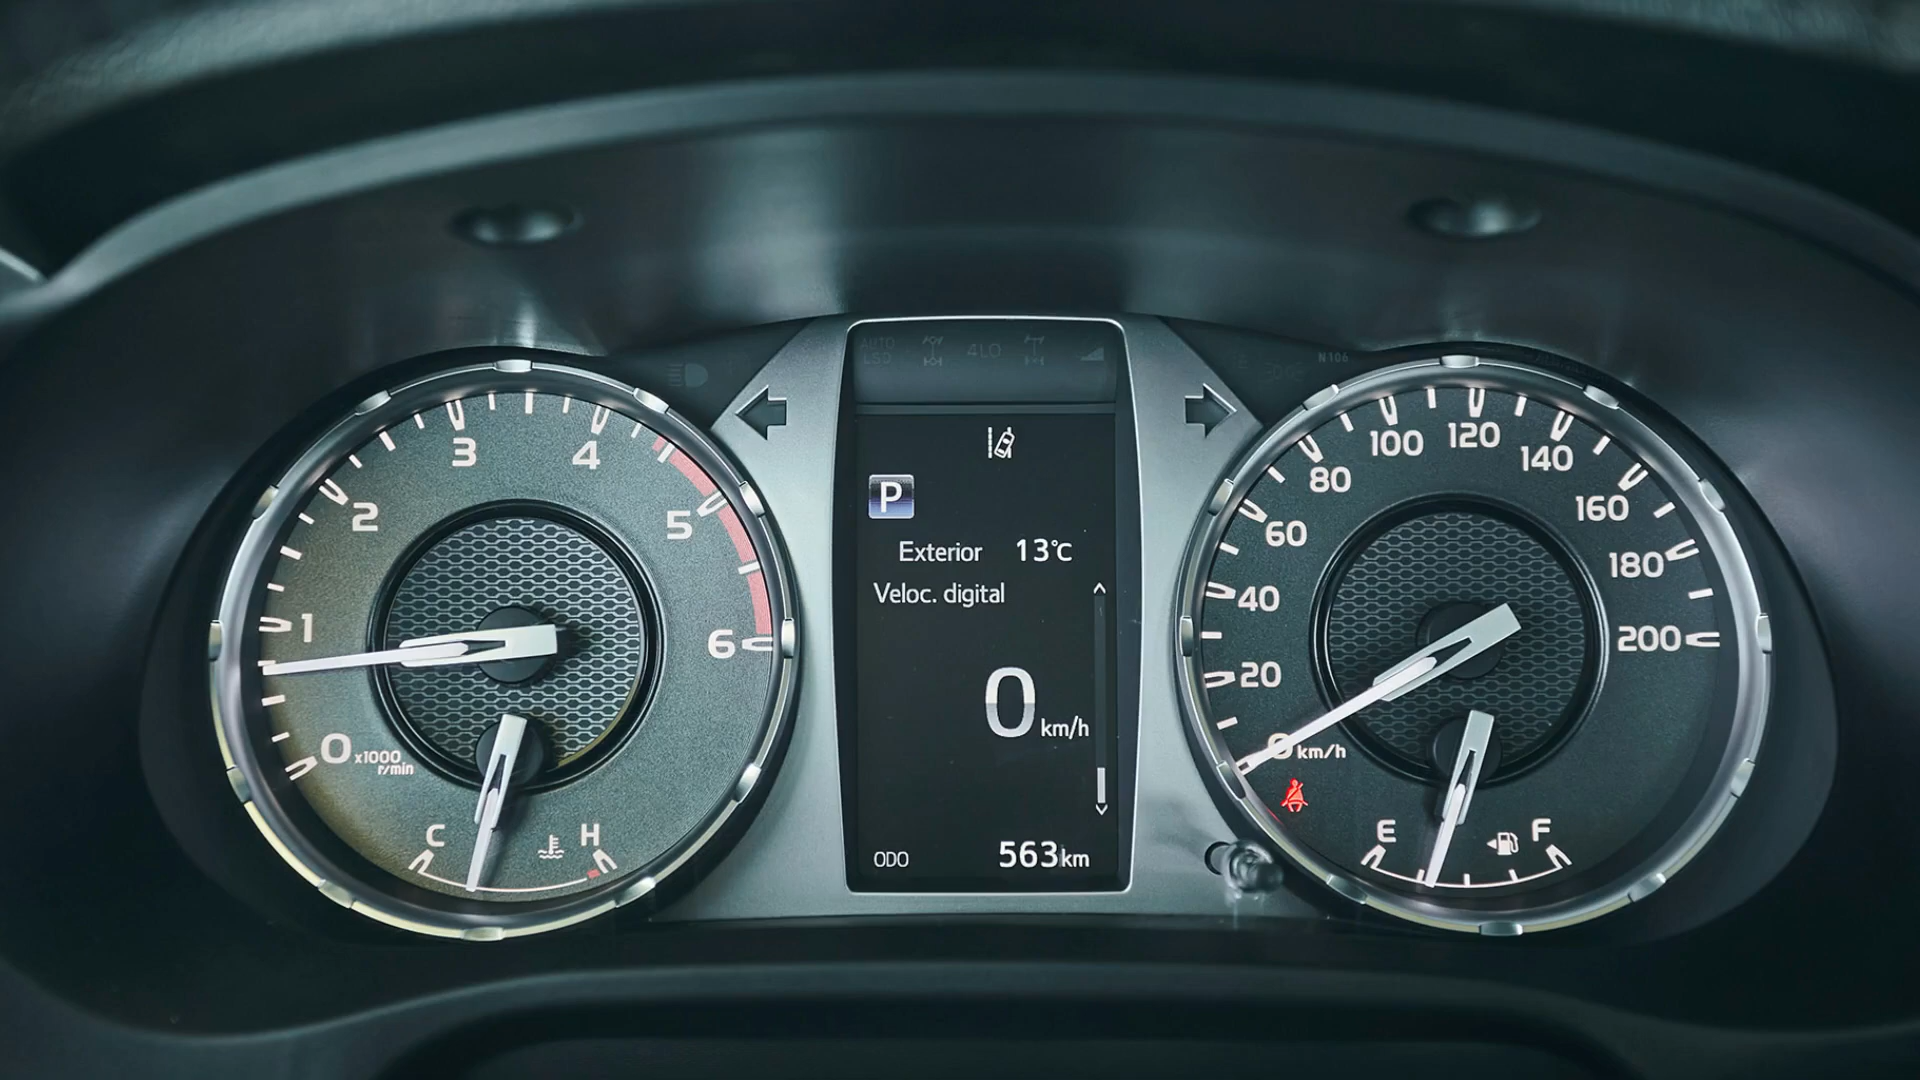 AUTO
LSD
4LO
N106
0
x1000
r/min
1
2
3
4
5
6
C
H
P
Exterior 13°C
Veloc. digital
0 km/h
ODO 563km
0 km/h
20
40
60
80
100
120
140
160
180
200
E
F